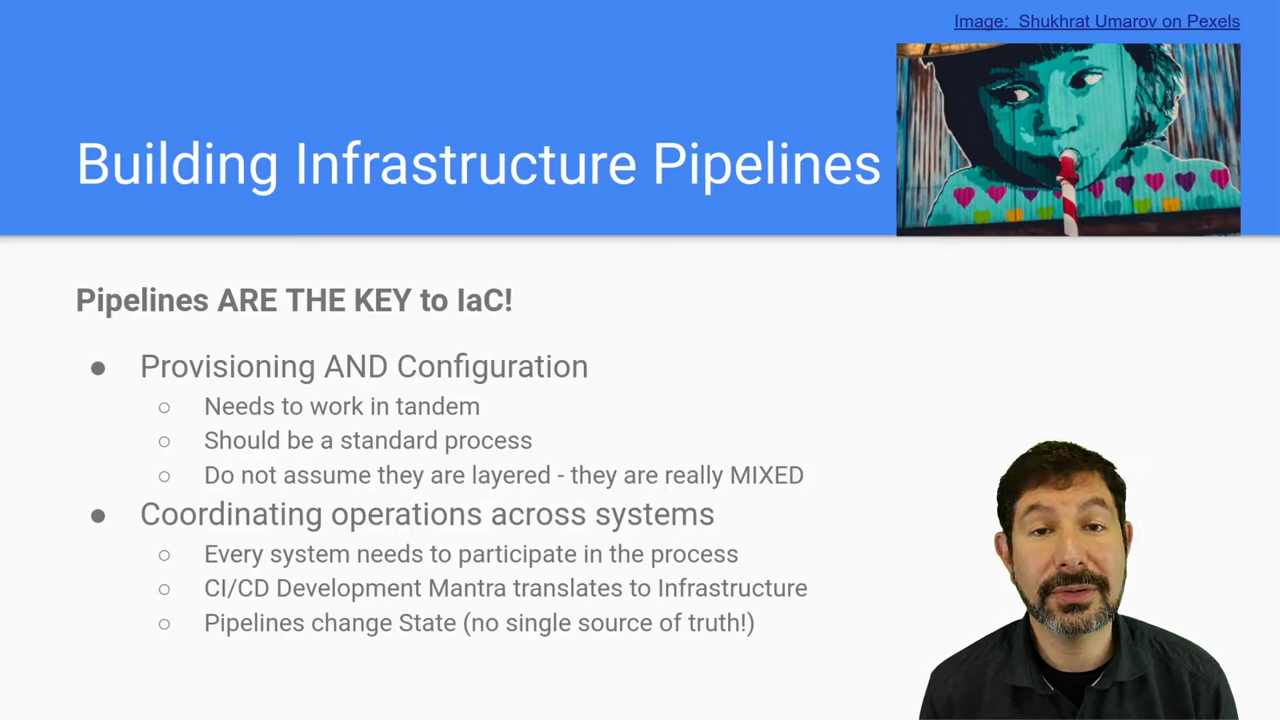 Image: Shukhrat Umarov on Pexels
Building Infrastructure Pipelines
Pipelines ARE THE KEY to IaC!
● Provisioning AND Configuration
○ Needs to work in tandem
○ Should be a standard process
○ Do not assume they are layered - they are really MIXED
● Coordinating operations across systems
○ Every system needs to participate in the process
○ CI/CD Development Mantra translates to Infrastructure
○ Pipelines change State (no single source of truth!)